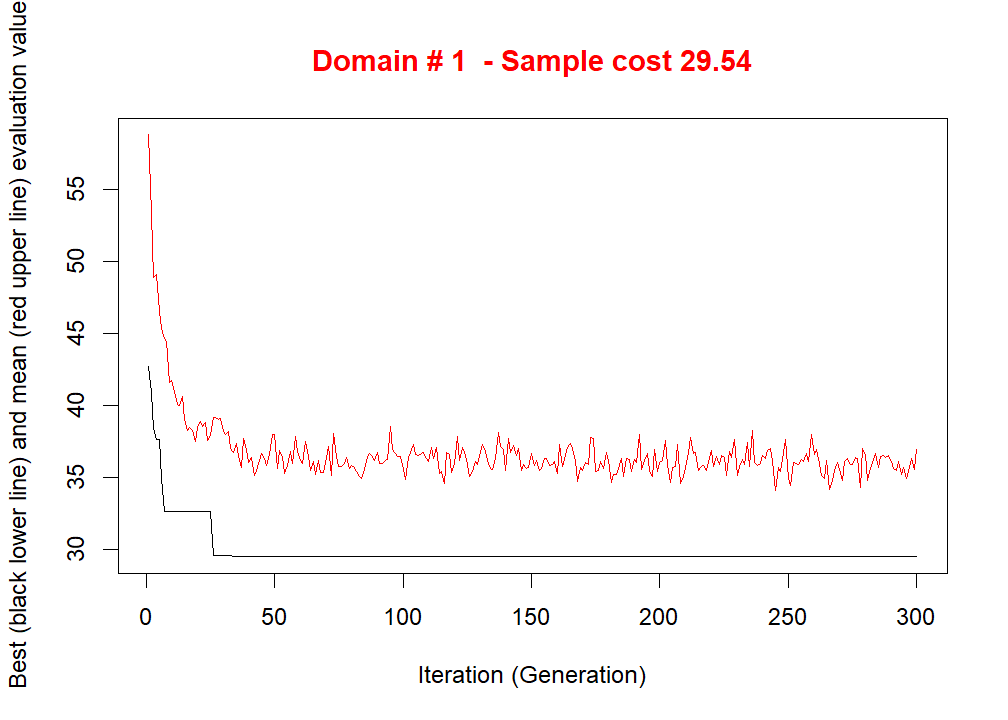 Domain # 1  - Sample cost 29.54
Best (black lower line) and mean (red upper line) evaluation value
55
50
45
40
35
30
0 50 100 150 200 250 300
Iteration (Generation)